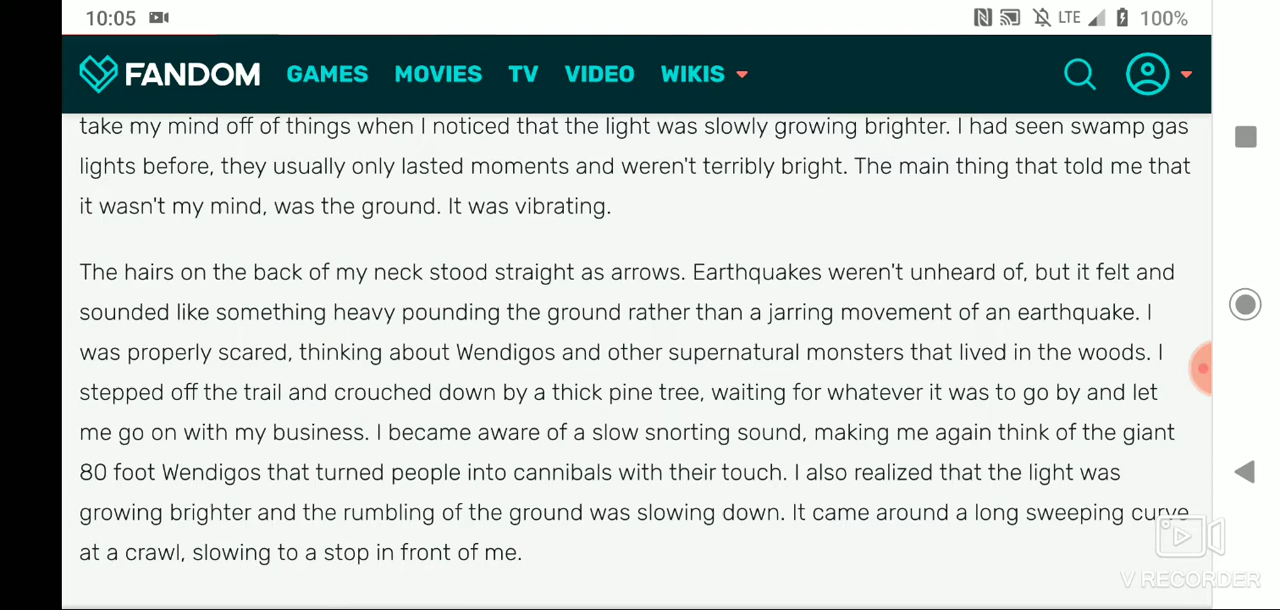 10:05 LTE 100%
FANDOM GAMES MOVIES TV VIDEO WIKIS
take my mind off of things when I noticed that the light was slowly growing brighter. I had seen swamp gas
lights before, they usually only lasted moments and weren't terribly bright. The main thing that told me that
it wasn't my mind, was the ground. It was vibrating.
The hairs on the back of my neck stood straight as arrows. Earthquakes weren't unheard of, but it felt and
sounded like something heavy pounding the ground rather than a jarring movement of an earthquake. I
was properly scared, thinking about Wendigos and other supernatural monsters that lived in the woods. I
stepped off the trail and crouched down by a thick pine tree, waiting for whatever it was to go by and let
me go on with my business. I became aware of a slow snorting sound, making me again think of the giant
80 foot Wendigos that turned people into cannibals with their touch. I also realized that the light was
growing brighter and the rumbling of the ground was slowing down. It came around a long sweeping curve
at a crawl, slowing to a stop in front of me.
V RECORDER